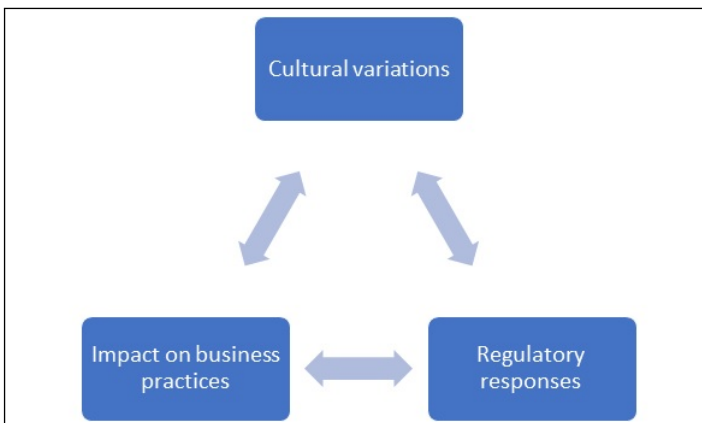 Cultural variations
Impact on business
practices
Regulatory
responses